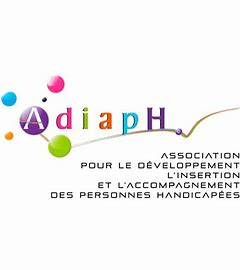 AdiapH.
ASSOCIATION
POUR LE DÉVELOPPEMENT
L'INSERTION
ET L'ACCOMPAGNEMENT
DES PERSONNES HANDICAPÉES